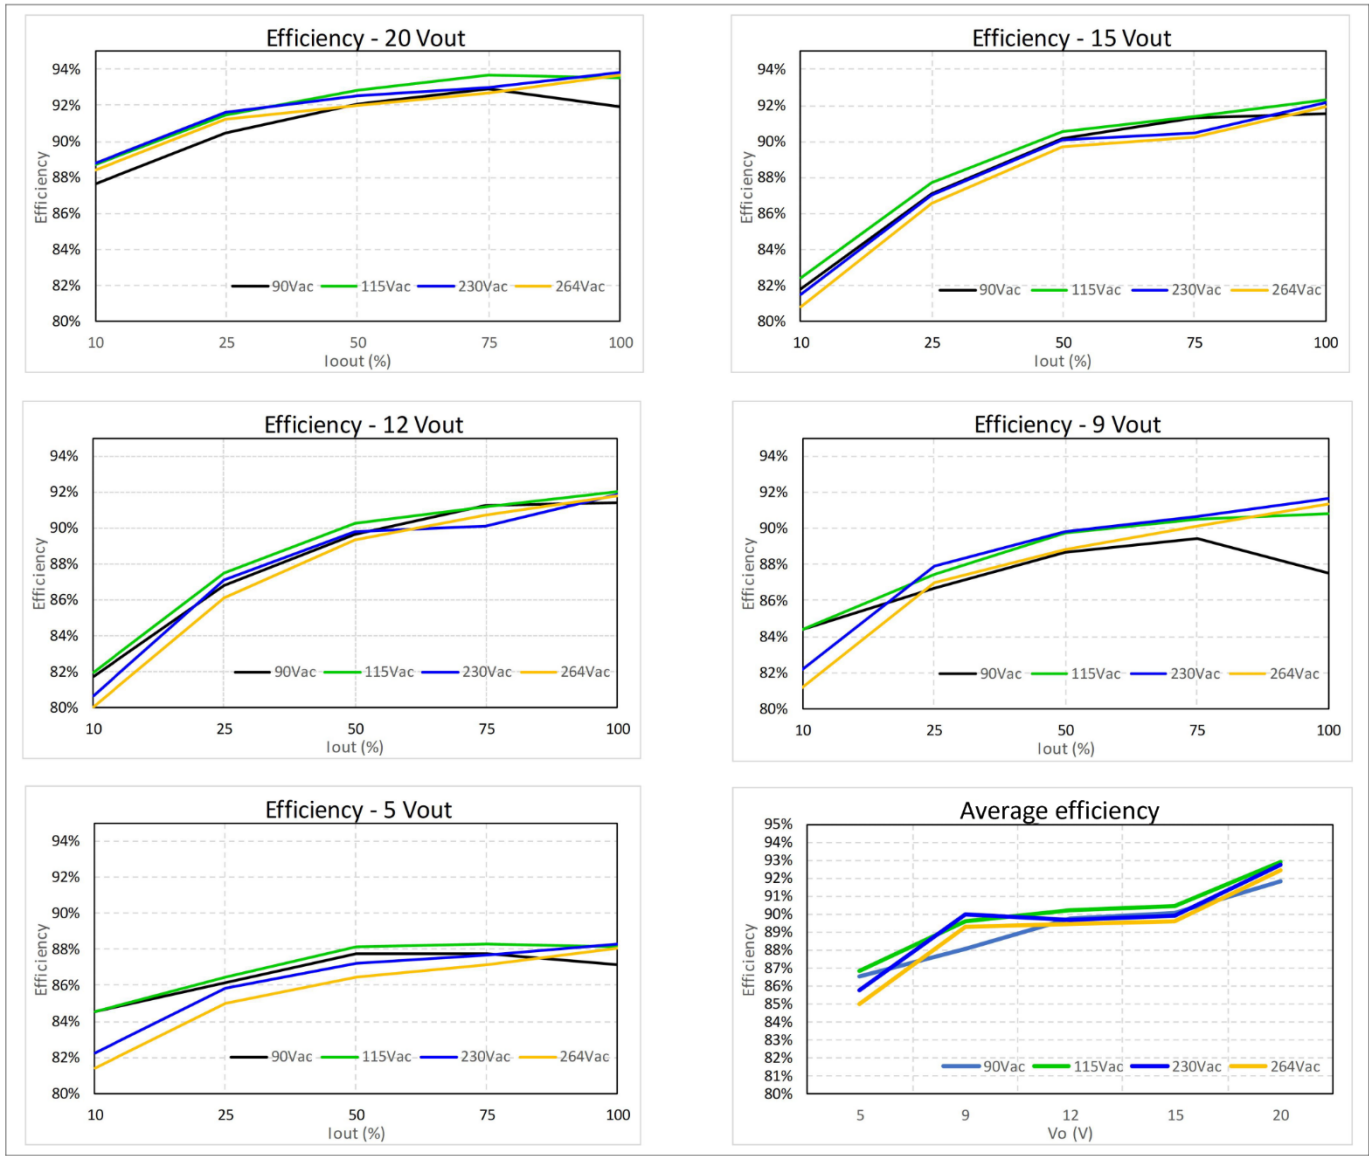 Efficiency - 20 Vout
94%
92%
90%
88%
86%
84%
82%
80%
Efficiency
90Vac 115Vac 230Vac 264Vac
10 25 50 75 100
Ioout (%)
Efficiency - 15 Vout
94%
92%
90%
88%
86%
84%
82%
80%
Efficiency
90Vac 115Vac 230Vac 264Vac
10 25 50 75 100
Iout (%)
Efficiency - 12 Vout
94%
92%
90%
88%
86%
84%
82%
80%
Efficiency
90Vac 115Vac 230Vac 264Vac
10 25 50 75 100
Iout (%)
Efficiency - 9 Vout
94%
92%
90%
88%
86%
84%
82%
80%
Efficiency
90Vac 115Vac 230Vac 264Vac
10 25 50 75 100
Iout (%)
Efficiency - 5 Vout
94%
92%
90%
88%
86%
84%
82%
80%
Efficiency
90Vac 115Vac 230Vac 264Vac
10 25 50 75 100
Iout (%)
Average efficiency
95%
94%
93%
92%
91%
90%
89%
88%
87%
86%
85%
84%
83%
82%
81%
80%
Efficiency
90Vac 115Vac 230Vac 264Vac
5 9 12 15 20
Vo (V)